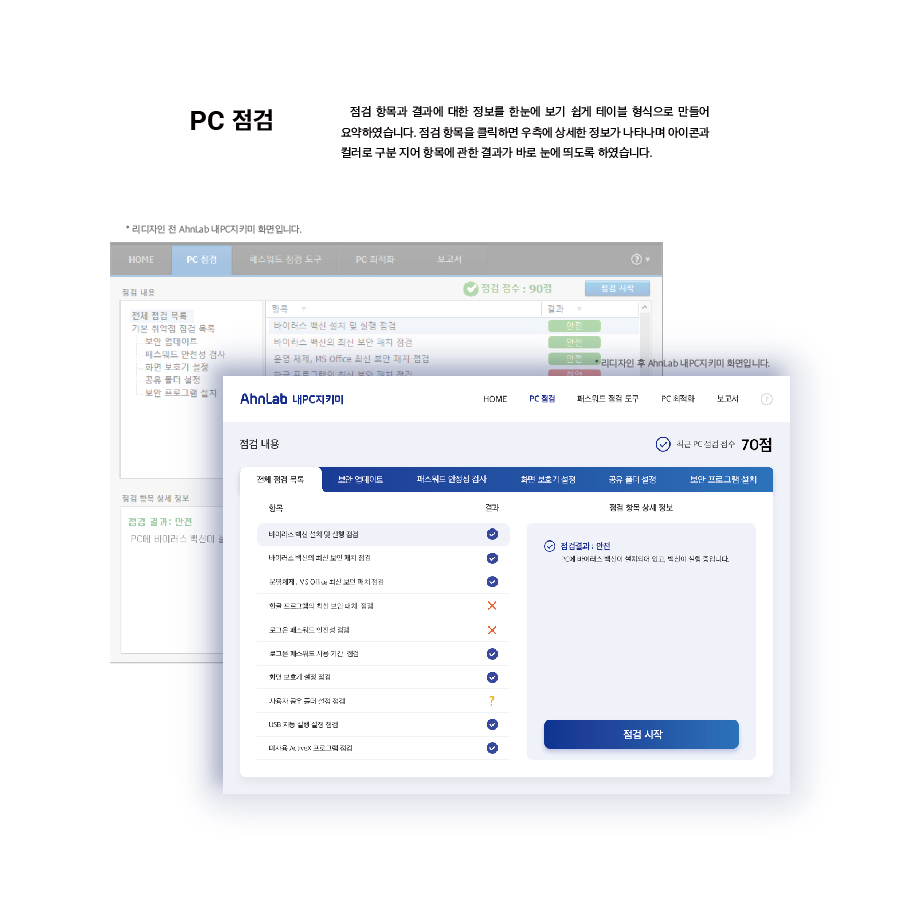 PC 점검
점검 항목과 결과에 대한 정보를 한눈에 보기 쉽게 테이블 형식으로 만들어
요약하였습니다. 점검 항목을 클릭하면 우측에 상세한 정보가 나타나며 아이콘과
컬러로 구분 지어 항목에 관한 결과가 바로 눈에 띄도록 하였습니다.
* 리디자인 전 AhnLab 내PC지키미 화면입니다.
HOME PC 점검 패스워드 점검 도구 PC 최적화 보고서 ?
점검 내용
점검 점수 : 90점 점검 시작
전체 점검 목록
기본 취약점 점검 목록
보안 업데이트
패스워드 안전성 검사
화면 보호기 설정
공유 폴더 설정
보안 프로그램 설치
항목 결과
바이러스 백신 설치 및 실행 점검 안전
바이러스 백신의 최신 보안 패치 점검 안전
운영 체제, MS Office 최신 보안 패치 점검 안전
한글 프로그램의 최신 보안 패치 점검 취약
점검 항목 상세 정보
점검 결과: 안전
PC에 바이러스 백신이
* 리디자인 후 AhnLab 내PC지키미 화면입니다.
AhnLab 내PC지키미 HOME PC 점검 패스워드 점검 도구 PC 최적화 보고서 ?
점검 내용 최근 PC 점검 점수 70점
전체 점검 목록 보안 업데이트 패스워드 안정성 검사 화면 보호기 설정 공유 폴더 설정 보안 프로그램 설치
항목 결과 점검 항목 상세 정보
바이러스 백신 설치 및 실행 점검
바이러스 백신의 최신 보안 패치 점검
운영체제, MS Office 최신 보안 패치 점검
한글 프로그램의 최신 보안 패치 점검
로그온 패스워드 안전성 점검
로그온 패스워드 사용 기간 점검
화면 보호기 설정 점검
사용자 공유 폴더 설정 점검 ?
USB 자동 실행 설정 점검
미사용 ActiveX 프로그램 점검
점검결과 : 안전
PC에 바이러스 백신이 설치되어 있고, 백신이 실행 중입니다.
점검 시작